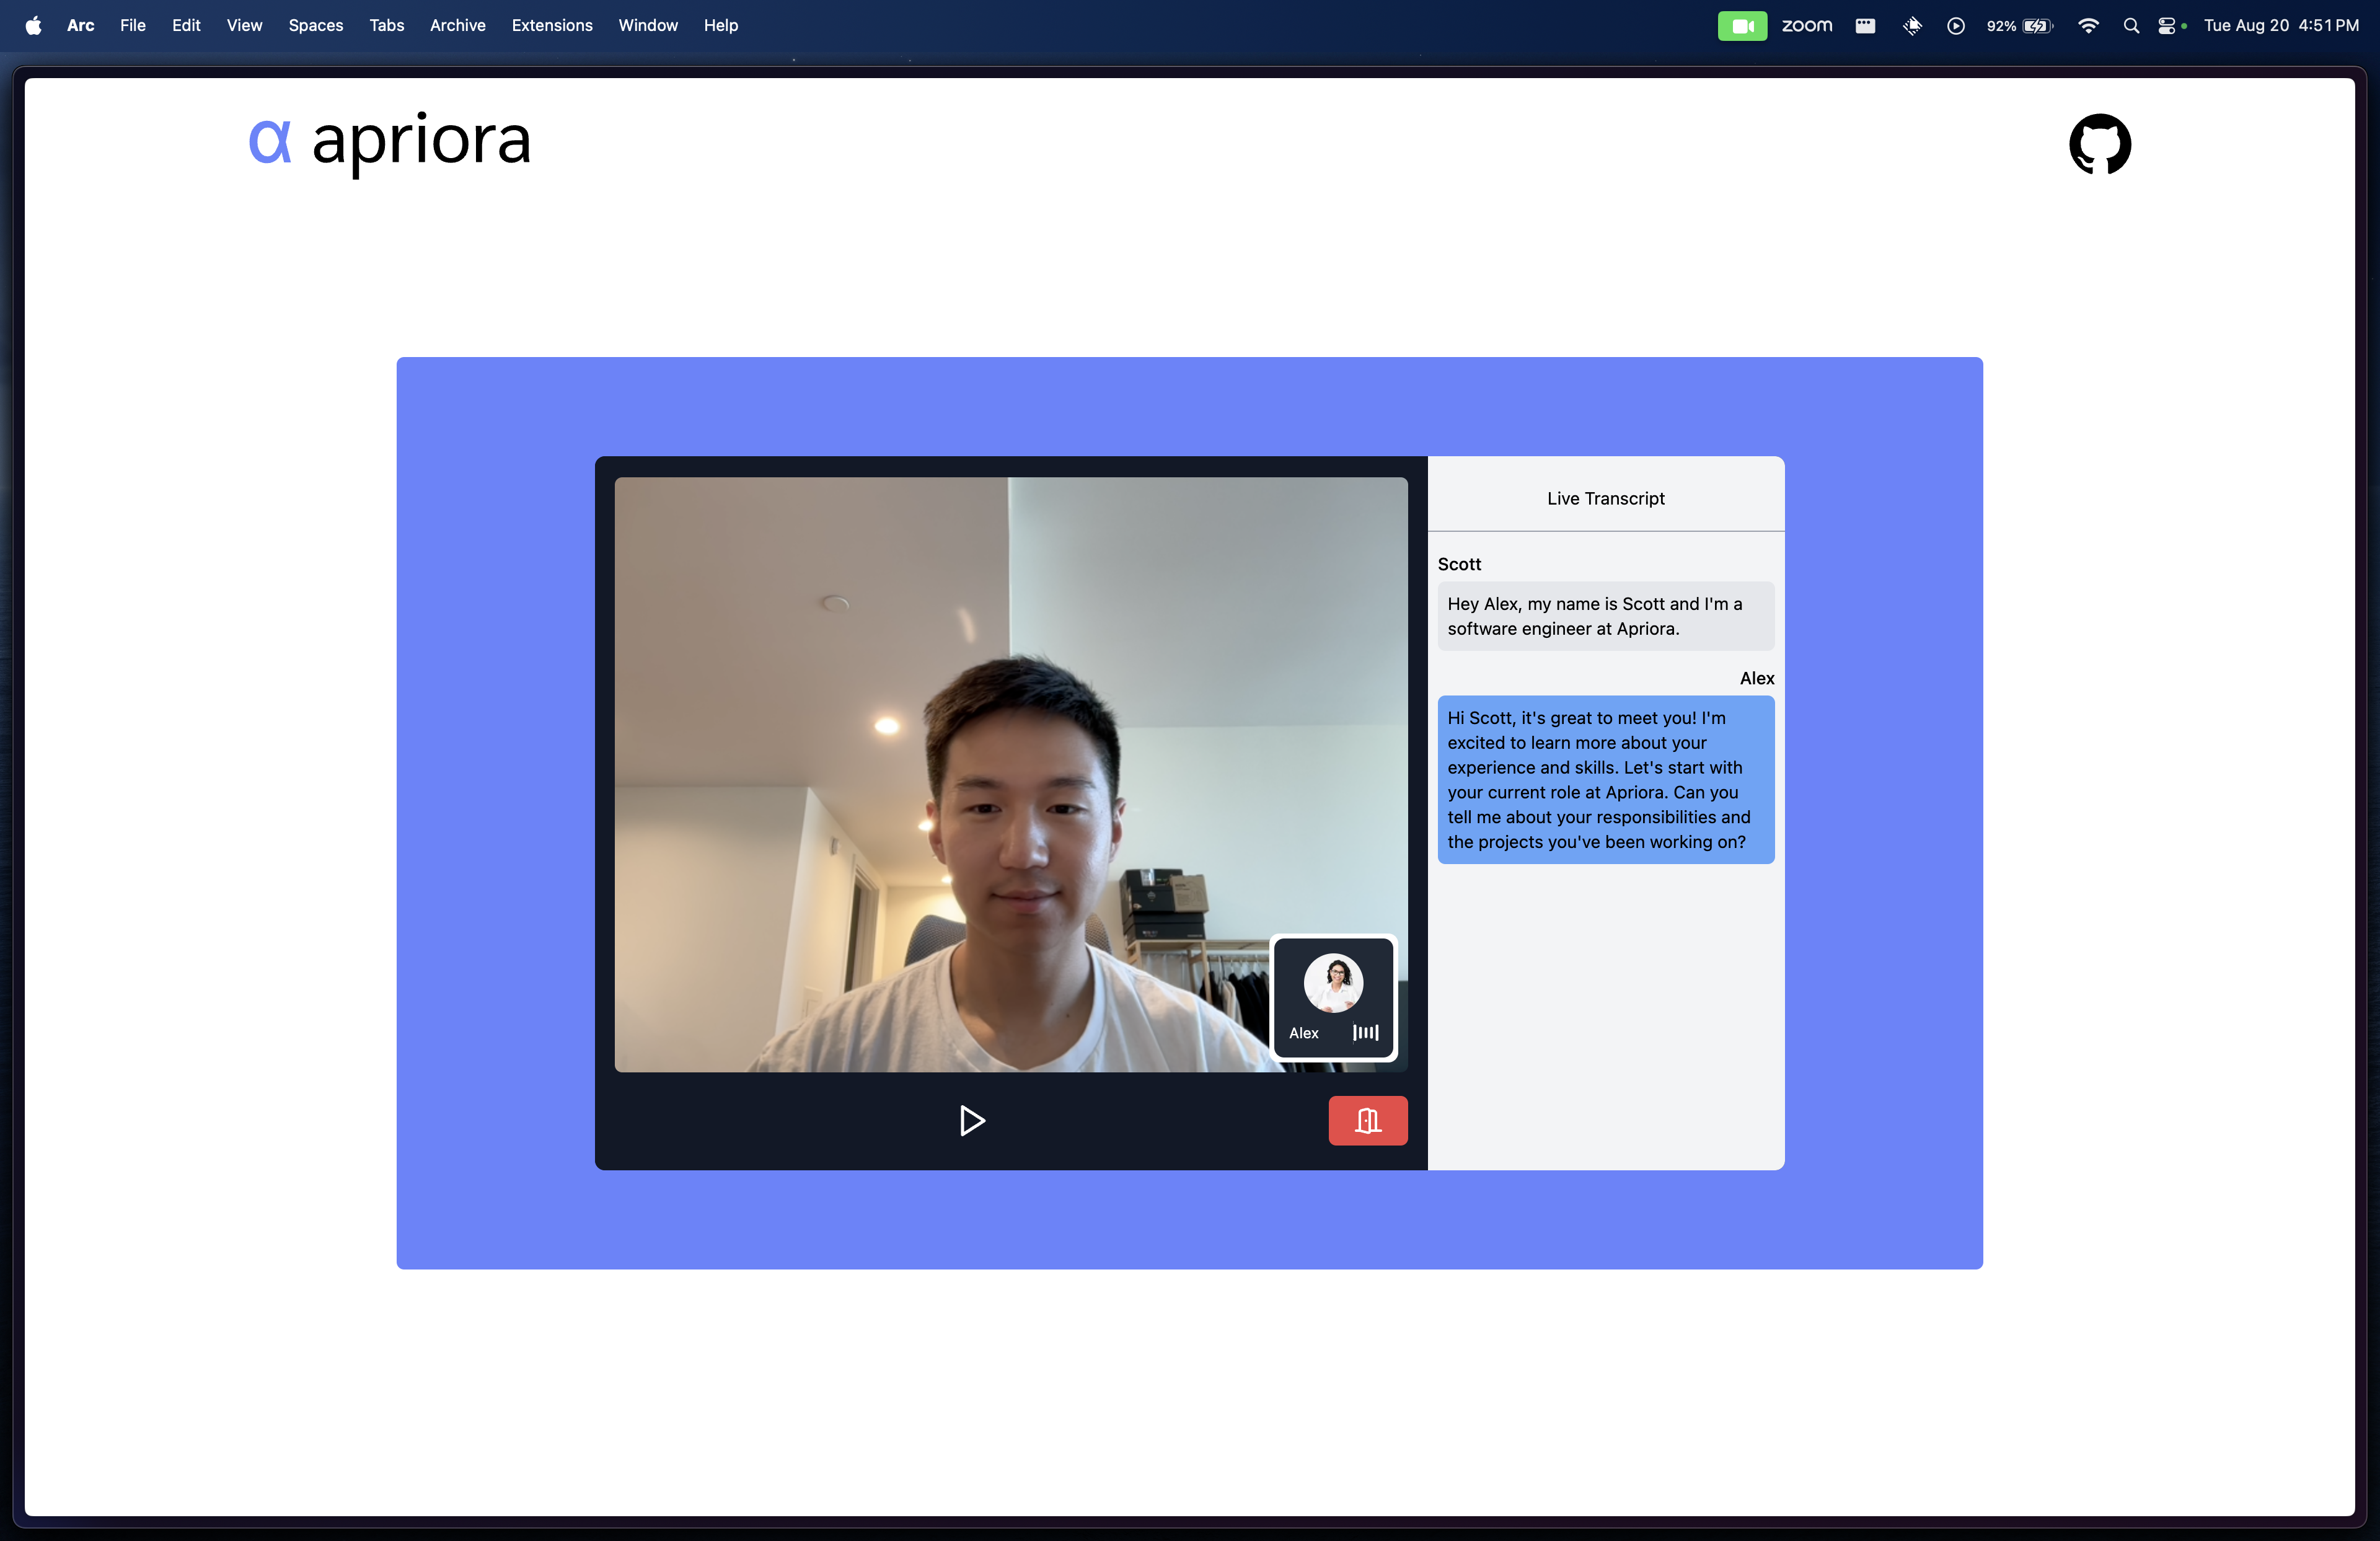 Arc File Edit View Spaces Tabs Archive Extensions Window Help zoom 92% Tue Aug 20 4:51 PM
α apriora
Live Transcript
Scott
Hey Alex, my name is Scott and I'm a
software engineer at Apriora.
Alex
Hi Scott, it's great to meet you! I'm
excited to learn more about your
experience and skills. Let's start with
your current role at Apriora. Can you
tell me about your responsibilities and
the projects you've been working on?
Alex